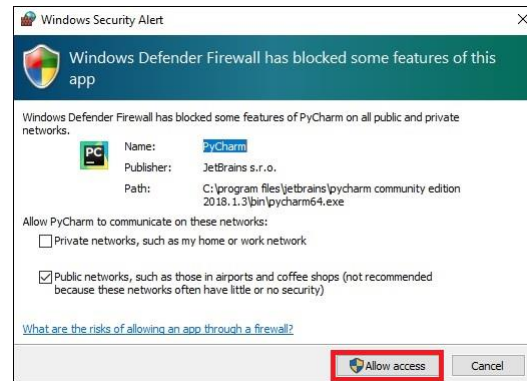 Windows Security Alert
Windows Defender Firewall has blocked some features of this
app
Windows Defender Firewall has blocked some features of PyCharm on all public and private
networks.
PC
Name: PyCharm
Publisher: JetBrains s.r.o.
Path: C:\program files\jetbrains\pycharm community edition
2018.1.3\bin\pycharm64.exe
Allow PyCharm to communicate on these networks:
Private networks, such as my home or work network
Public networks, such as those in airports and coffee shops (not recommended
because these networks often have little or no security)
What are the risks of allowing an app through a firewall?
Allow access Cancel